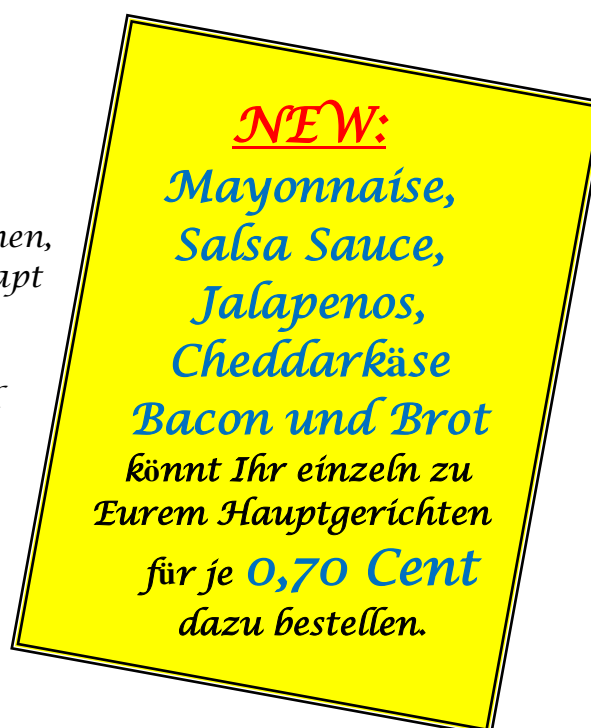 NEW:
Mayonnaise,
Salsa Sauce,
Jalapenos,
Cheddarkäse
Bacon und Brot
könnt Ihr einzeln zu
Eurem Hauptgerichten
für je 0,70 Cent
dazu bestellen.